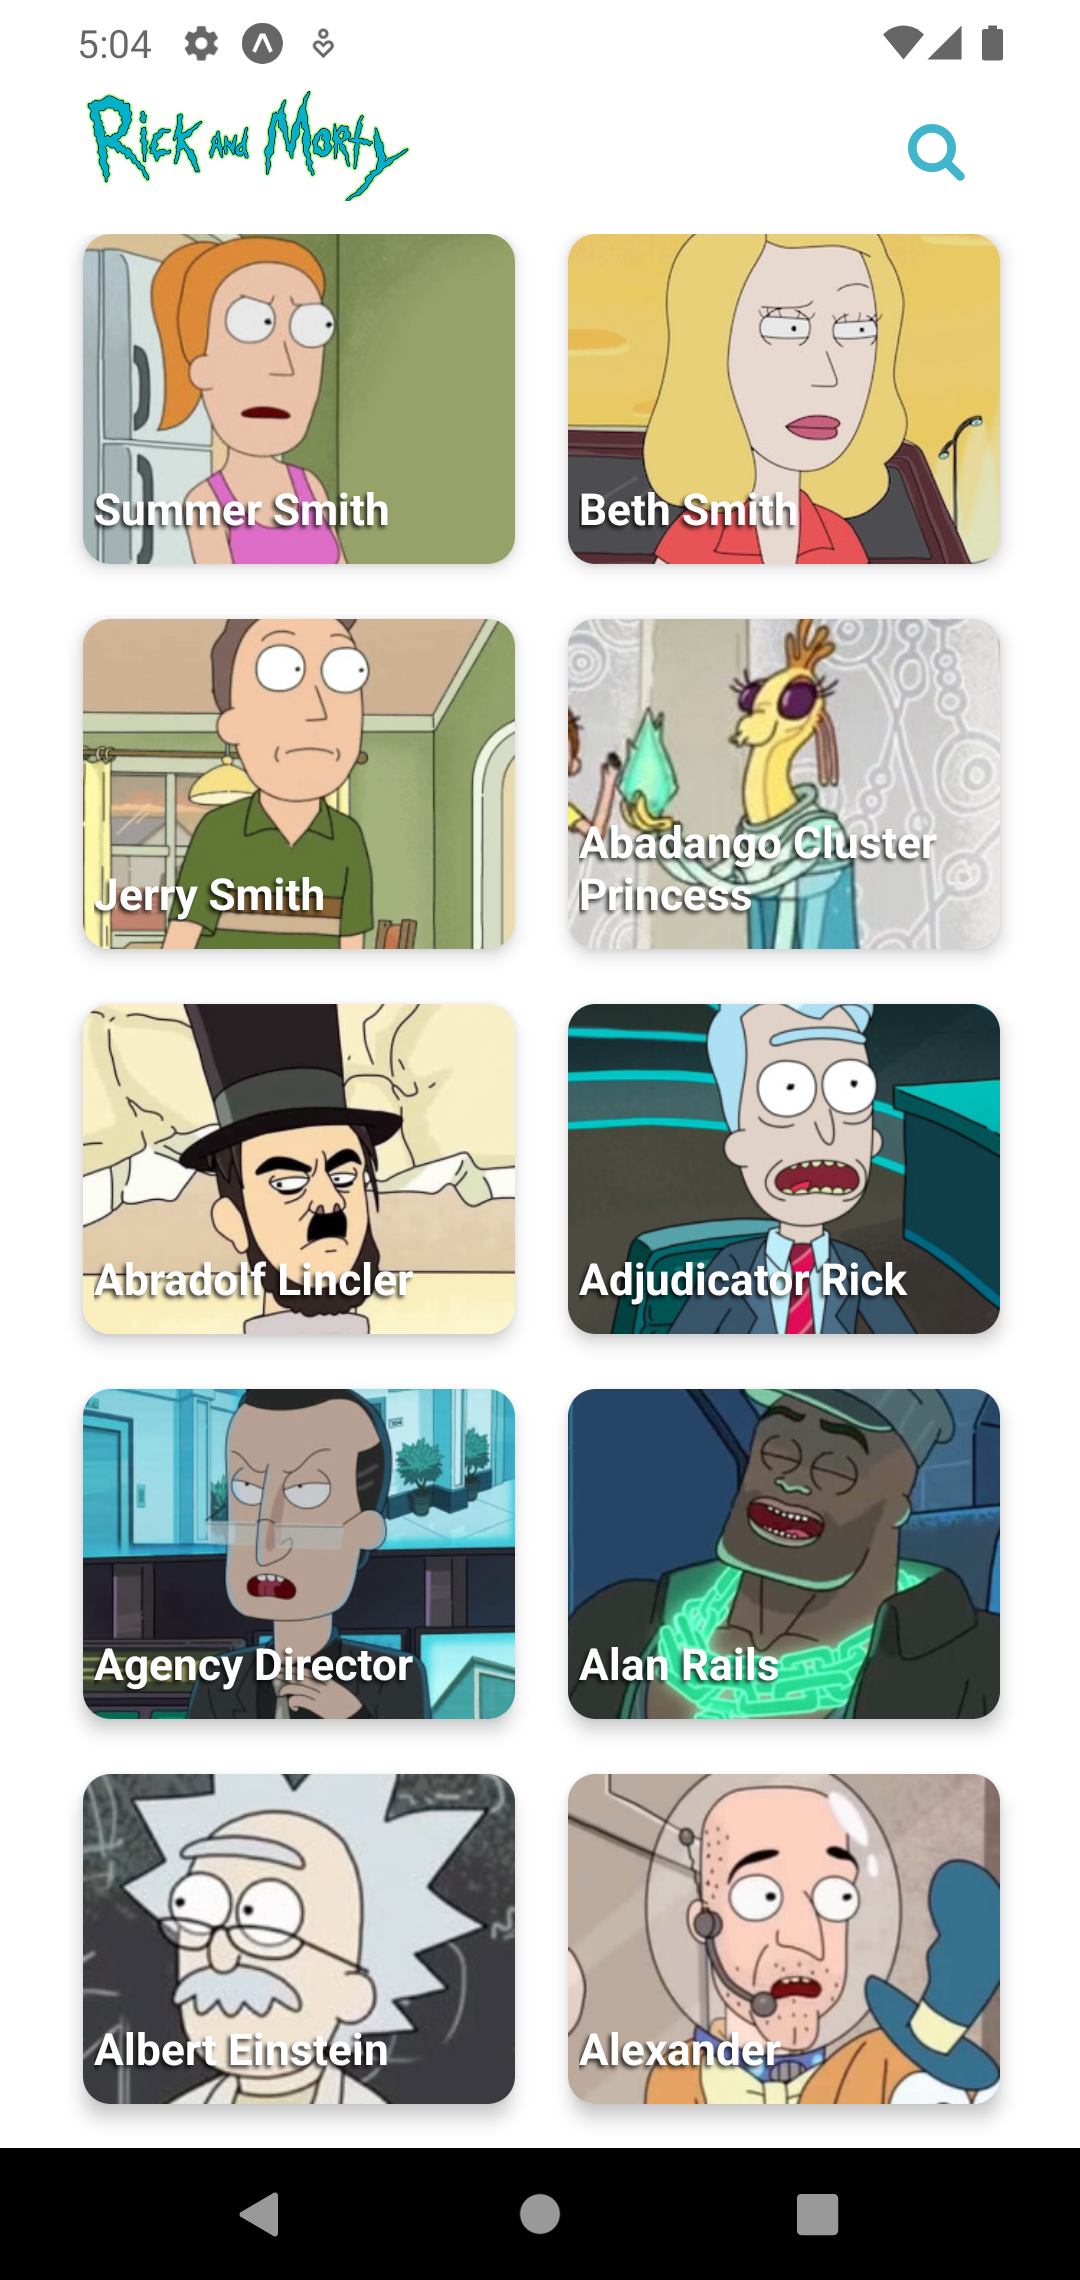 5:04
Rick and Morty
Summer Smith
Beth Smith
Jerry Smith
Abadango Cluster
Princess
Abradolf Lincler
Adjudicator Rick
Agency Director
Alan Rails
Albert Einstein
Alexander